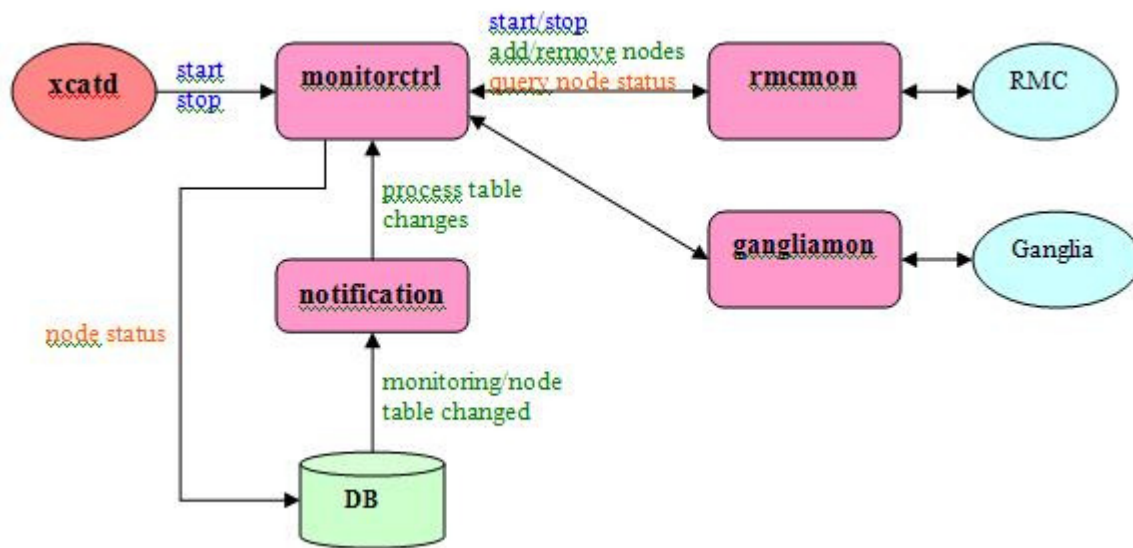 start/stop
add/remove nodes
query node status
xcatd
start
stop
monitorctrl
rmcmon
RMC
process table
changes
gangliamon
Ganglia
notification
node status
monitoring/node
table changed
DB